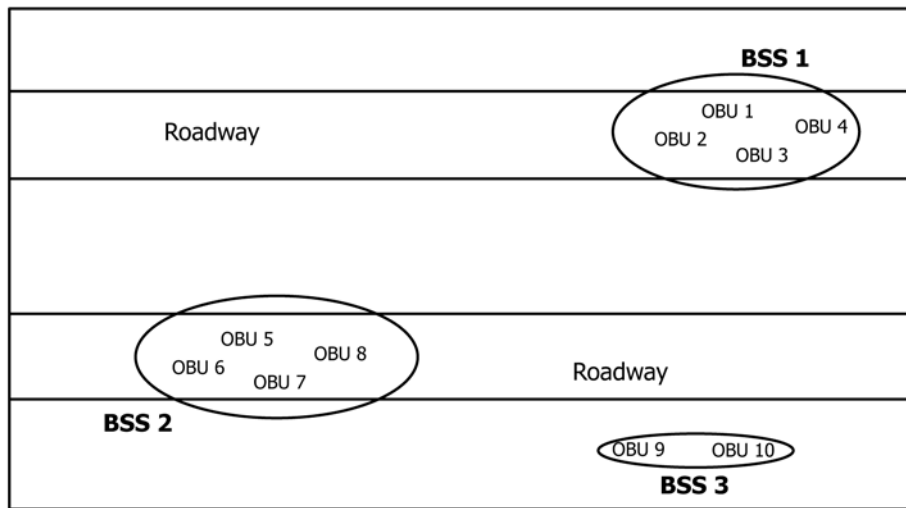 BSS 1
OBU 1
OBU 4
Roadway
OBU 2
OBU 3
OBU 5
OBU 8
OBU 6
OBU 7
Roadway
BSS 2
OBU 9
OBU 10
BSS 3